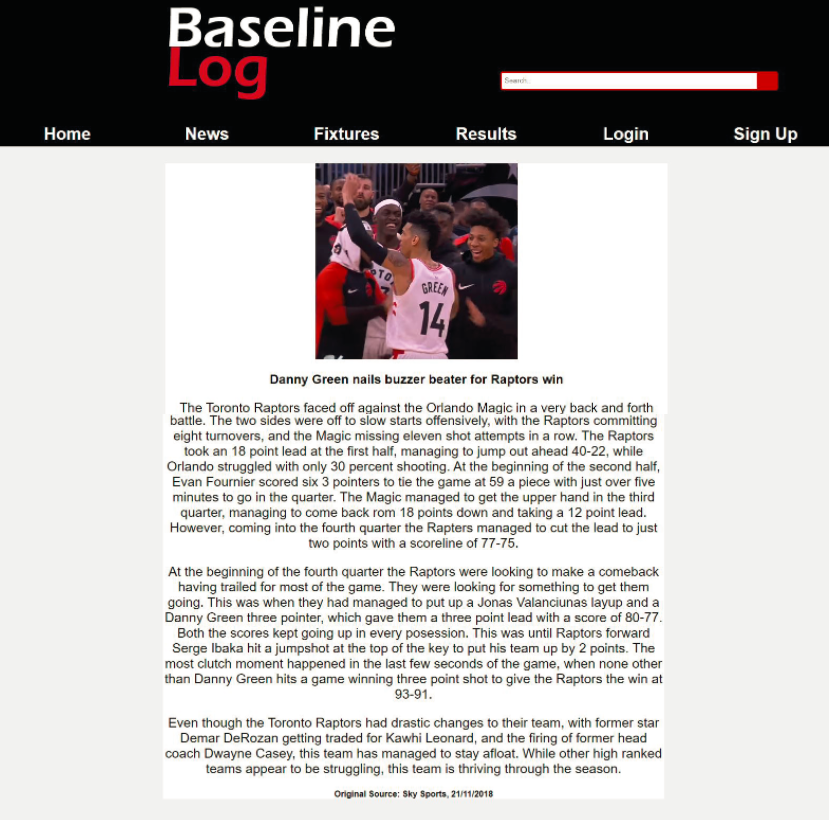 Baseline
Log
Search..
Home News Fixtures Results Login Sign Up
GREEN
14
Danny Green nails buzzer beater for Raptors win
The Toronto Raptors faced off against the Orlando Magic in a very back and forth
battle. The two sides were off to slow starts offensively, with the Raptors committing
eight turnovers, and the Magic missing eleven shot attempts in a row. The Raptors
took an 18 point lead at the first half, managing to jump out ahead 40-22, while
Orlando struggled with only 30 percent shooting. At the beginning of the second half,
Evan Fournier scored six 3 pointers to tie the game at 59 a piece with just over five
minutes to go in the quarter. The Magic managed to get the upper hand in the third
quarter, managing to come back rom 18 points down and taking a 12 point lead.
However, coming into the fourth quarter the Rapters managed to cut the lead to just
two points with a scoreline of 77-75.
At the beginning of the fourth quarter the Raptors were looking to make a comeback
having trailed for most of the game. They were looking for something to get them
going. This was when they had managed to put up a Jonas Valanciunas layup and a
Danny Green three pointer, which gave them a three point lead with a score of 80-77.
Both the scores kept going up in every posession. This was until Raptors forward
Serge Ibaka hit a jumpshot at the top of the key to put his team up by 2 points. The
most clutch moment happened in the last few seconds of the game, when none other
than Danny Green hits a game winning three point shot to give the Raptors the win at
93-91.
Even though the Toronto Raptors had drastic changes to their team, with former star
Demar DeRozan getting traded for Kawhi Leonard, and the firing of former head
coach Dwayne Casey, this team has managed to stay afloat. While other high ranked
teams appear to be struggling, this team is thriving through the season.
Original Source: Sky Sports, 21/11/2018